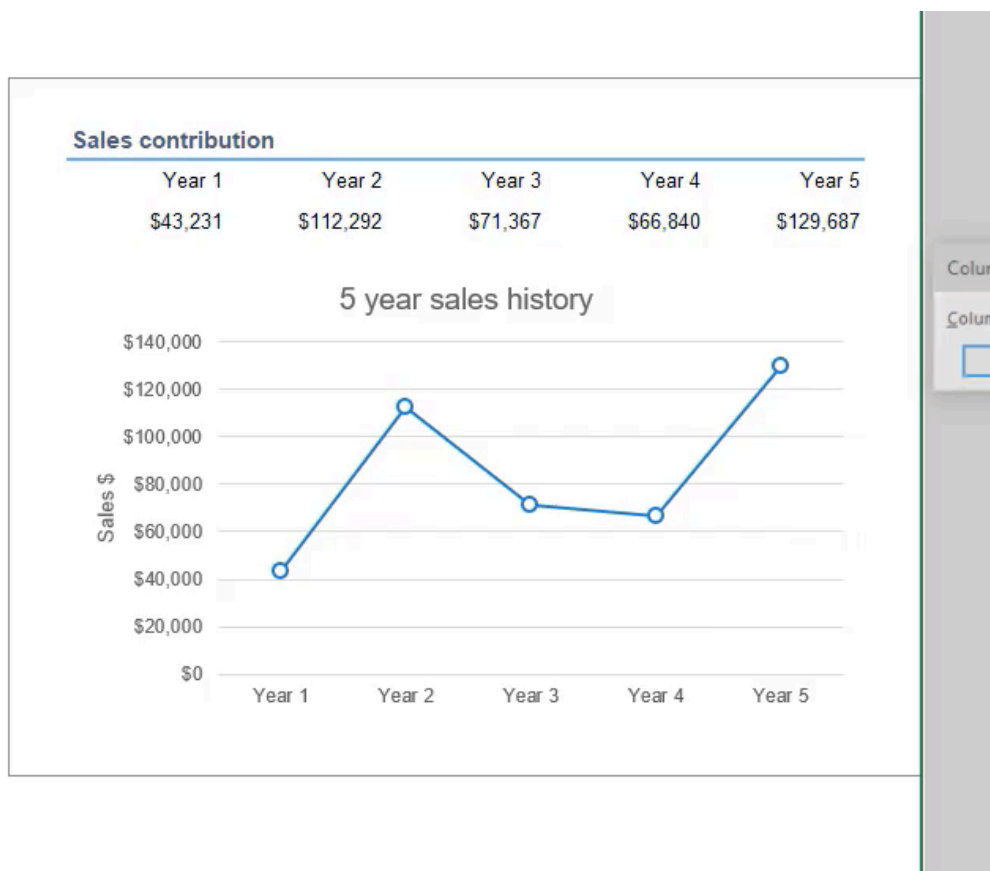 Sales contribution
Year 1 Year 2 Year 3 Year 4 Year 5
$43,231 $112,292 $71,367 $66,840 $129,687
5 year sales history
$140,000
$120,000
$100,000
$80,000
$60,000
$40,000
$20,000
$0
Sales $
Year 1 Year 2 Year 3 Year 4 Year 5